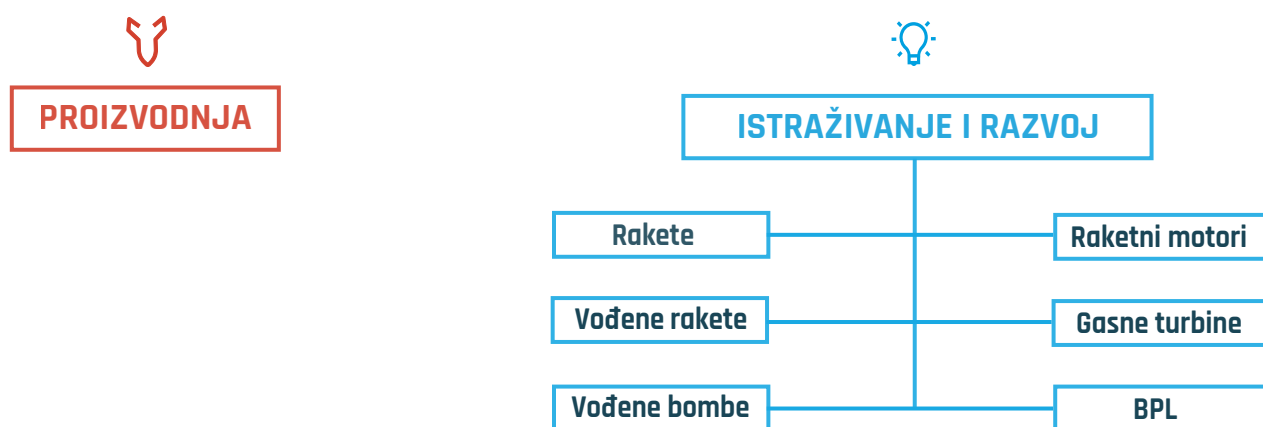 PROIZVODNJA
ISTRAŽIVANJE I RAZVOJ
Rakete
Raketni motori
Vođene rakete
Gasne turbine
Vođene bombe
BPL